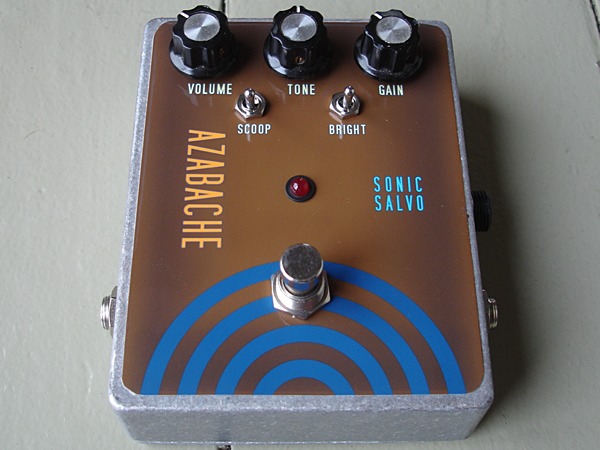 VOLUME
TONE
GAIN
SCOOP
BRIGHT
AZABACHE
SONIC
SALVO